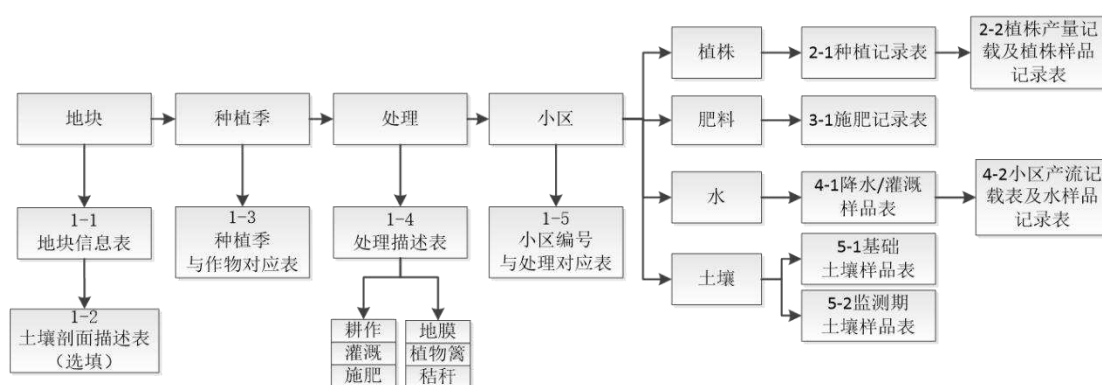 地块
种植季
处理
小区
植株
2-1种植记录表
2-2植株产量记
载及植株样品
记录表
肥料
3-1施肥记录表
水
4-1降水/灌溉
样品表
4-2小区产流记
载表及水样品
记录表
土壤
5-1基础
土壤样品表
5-2监测期
土壤样品表
1-1
地块信息表
1-2
土壤剖面描述表
（选填）
1-3
种植季
与作物对应表
1-4
处理描述表
耕作
灌溉
施肥
地膜
植物篱
秸秆
1-5
小区编号
与处理对应表